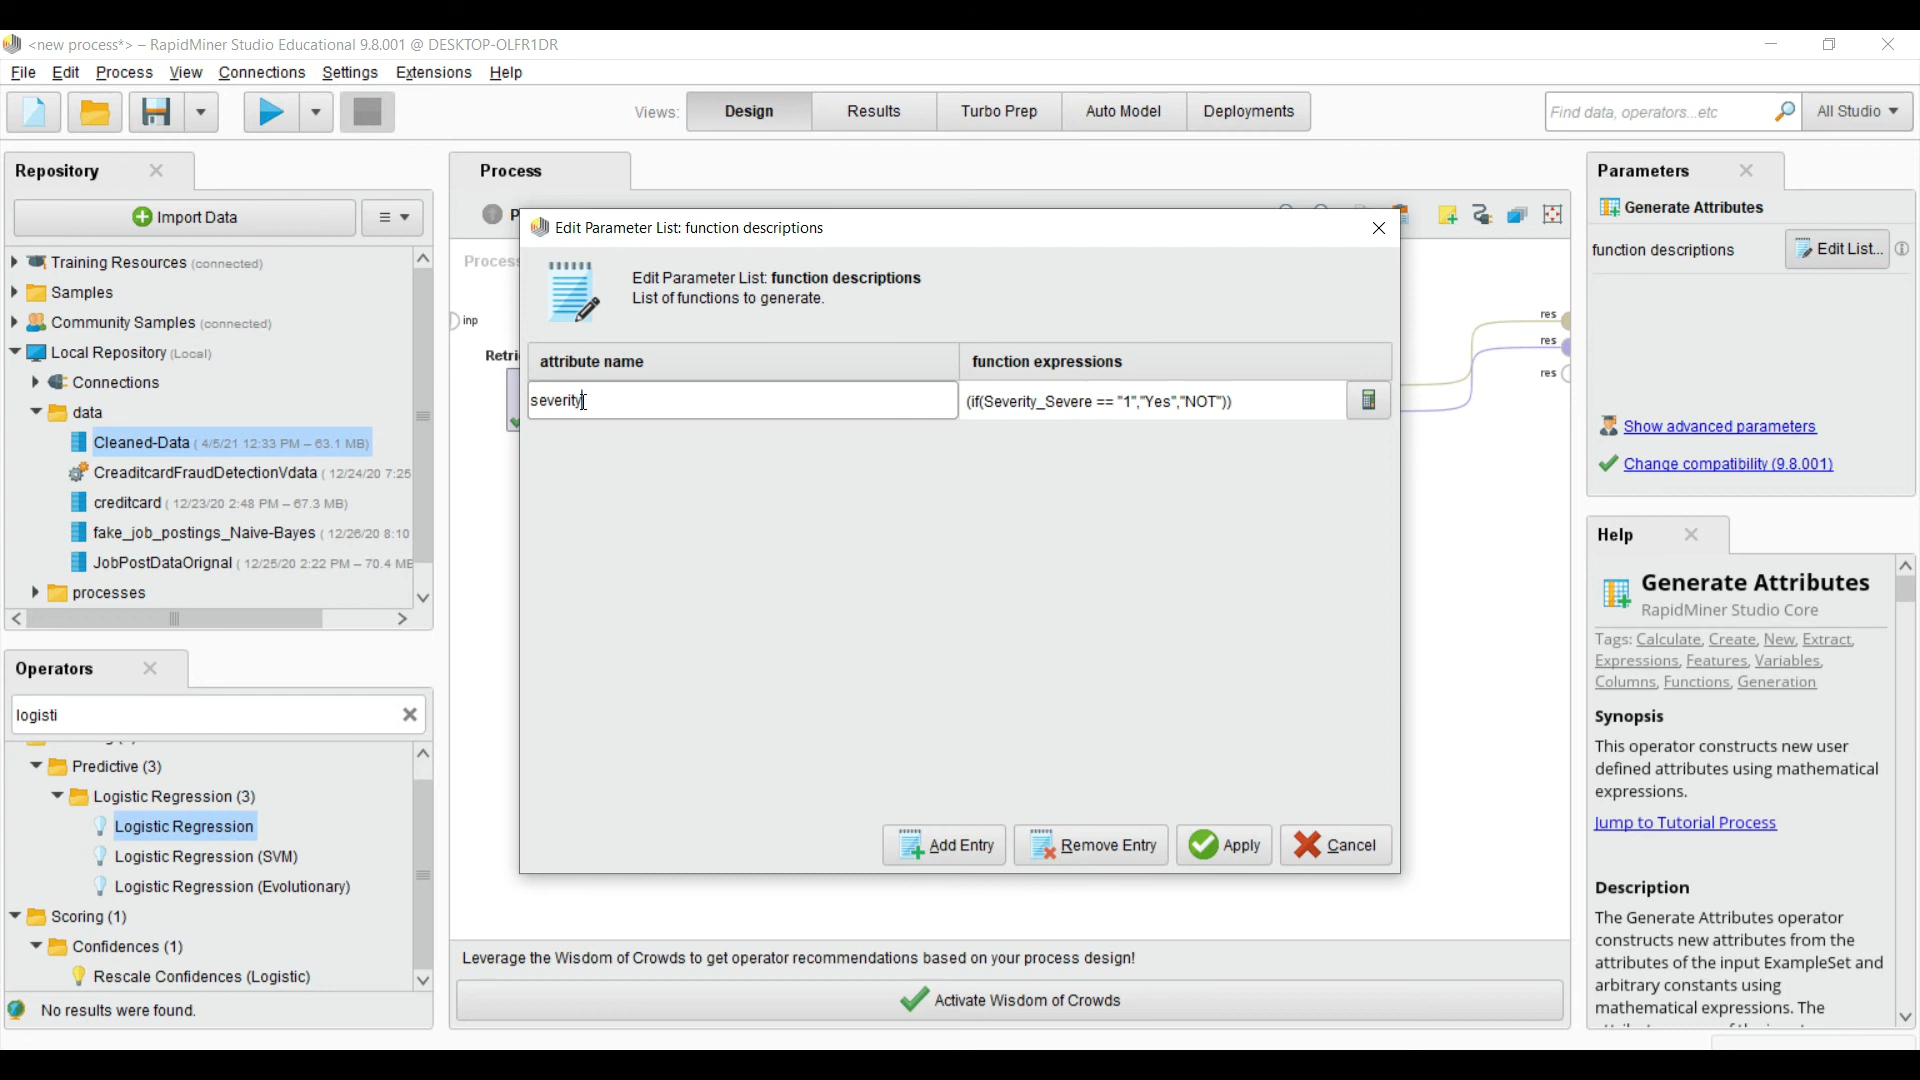 <new process*> – RapidMiner Studio Educational 9.8.001 @ DESKTOP-OLFR1DR
File Edit Process View Connections Settings Extensions Help
Views: Design Results Turbo Prep Auto Model Deployments
Find data, operators...etc All Studio
Repository
Import Data
Training Resources (connected)
Samples
Community Samples (connected)
Local Repository (Local)
Connections
data
Cleaned-Data ( 4/5/21 12:33 PM – 63.1 MB)
CreaditcardFraudDetectionVdata ( 12/24/20 7:25
creditcard ( 12/23/20 2:48 PM – 67.3 MB)
fake_job_postings_Naive-Bayes ( 12/26/20 8:10
JobPostDataOrignal ( 12/25/20 2:22 PM – 70.4 ME
processes
Operators
logisti
Predictive (3)
Logistic Regression (3)
Logistic Regression
Logistic Regression (SVM)
Logistic Regression (Evolutionary)
Scoring (1)
Confidences (1)
Rescale Confidences (Logistic)
No results were found.
Process
P
Process
inp
Retri
res
res
res
Edit Parameter List: function descriptions
Edit Parameter List: function descriptions
List of functions to generate.
attribute name function expressions
severity (if(Severity_Severe == "1","Yes","NOT"))
Add Entry Remove Entry Apply Cancel
Leverage the Wisdom of Crowds to get operator recommendations based on your process design!
Activate Wisdom of Crowds
Parameters
Generate Attributes
function descriptions Edit List...
Show advanced parameters
Change compatibility (9.8.001)
Help
Generate Attributes
RapidMiner Studio Core
Tags: Calculate, Create, New, Extract,
Expressions, Features, Variables,
Columns, Functions, Generation
Synopsis
This operator constructs new user
defined attributes using mathematical
expressions.
Jump to Tutorial Process
Description
The Generate Attributes operator
constructs new attributes from the
attributes of the input ExampleSet and
arbitrary constants using
mathematical expressions. The